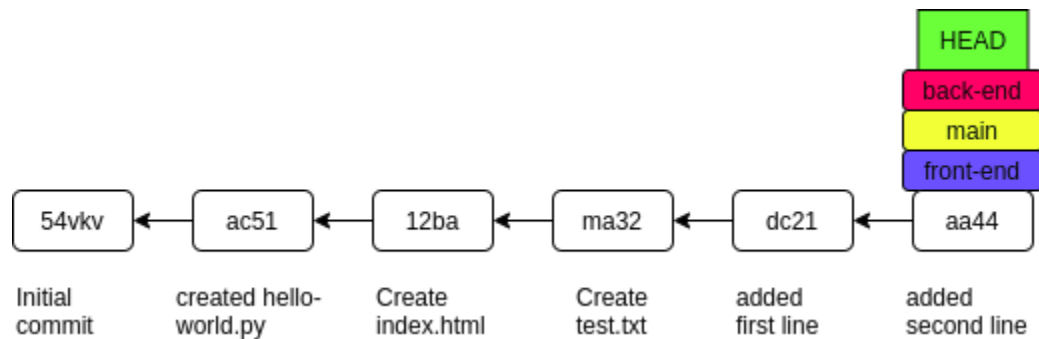 HEAD
back-end
main
front-end
54vkv
ac51
12ba
ma32
dc21
aa44
Initial
commit
created hello-
world.py
Create
index.html
Create
test.txt
added
first line
added
second line